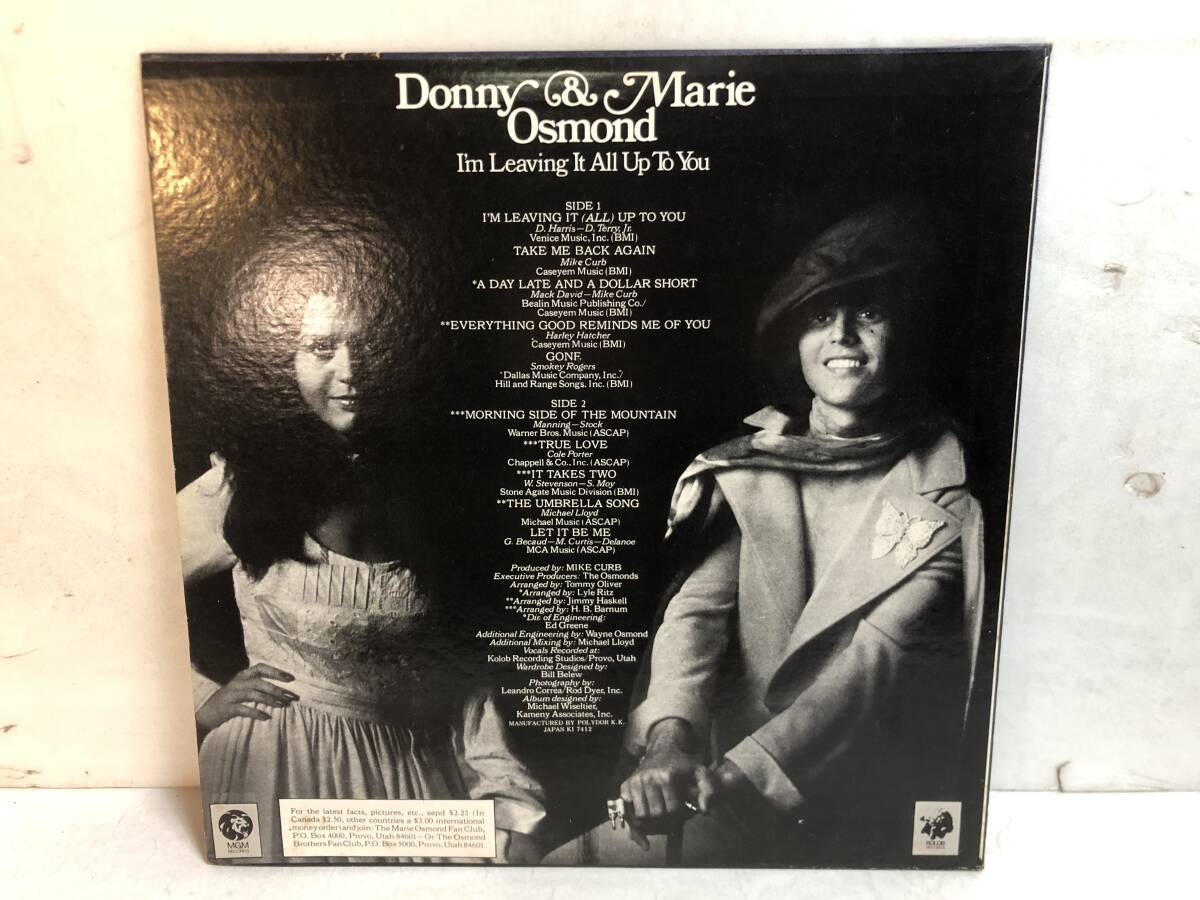 Donny & Marie
Osmond
I'm Leaving It All Up To You
SIDE 1
I'M LEAVING IT (ALL) UP TO YOU
D. Harris—D. Terry, Jr.
Venice Music, Inc. (BMI)
TAKE ME BACK AGAIN
Mike Curb
Caseyem Music (BMI)
*A DAY LATE AND A DOLLAR SHORT
Mack David—Mike Curb
Bealin Music Publishing Co./
Caseyem Music (BMI)
**EVERYTHING GOOD REMINDS ME OF YOU
Harley Hatcher
Caseyem Music (BMI)
GONE
Smokey Rogers
Dallas Music Company, Inc./
Hill and Range Songs, Inc. (BMI)
SIDE 2
***MORNING SIDE OF THE MOUNTAIN
Manning—Stock
Warner Bros. Music (ASCAP)
***TRUE LOVE
Cole Porter
Chappell & Co., Inc. (ASCAP)
***IT TAKES TWO
W. Stevenson—S. Moy
Stone Agate Music Division (BMI)
**THE UMBRELLA SONG
Michael Lloyd
Michael Music (ASCAP)
LET IT BE ME
G. Becaud—M. Curtis—Delanoe
MCA Music (ASCAP)
Produced by: MIKE CURB
Executive Producers: The Osmonds
Arranged by: Tommy Oliver
*Arranged by: Lyle Ritz
**Arranged by: Jimmy Haskell
***Arranged by: H. B. Barnum
*Dir. of Engineering:
Ed Greene
Additional Engineering by: Wayne Osmond
Additional Mixing by: Michael Lloyd
Vocals Recorded at:
Kolob Recording Studios/Provo, Utah
Wardrobe Designed by:
Bill Belew
Photography by:
Leandro Correa/Rod Dyer, Inc.
Album designed by:
Michael Wiseltier,
Kameny Associates, Inc.
MANUFACTURED BY POLYDOR K.K.
JAPAN KI 7412
For the latest facts, pictures, etc., send $2.25 (In
Canada $2.50, other countries a $3.00 international
money order) and join: The Marie Osmond Fan Club,
P.O. Box 4000, Provo, Utah 84601—Or The Osmond
Brothers Fan Club, P.O. Box 5000, Provo, Utah 84601.
MGM
RECORDS
KOLOB
RECORDS